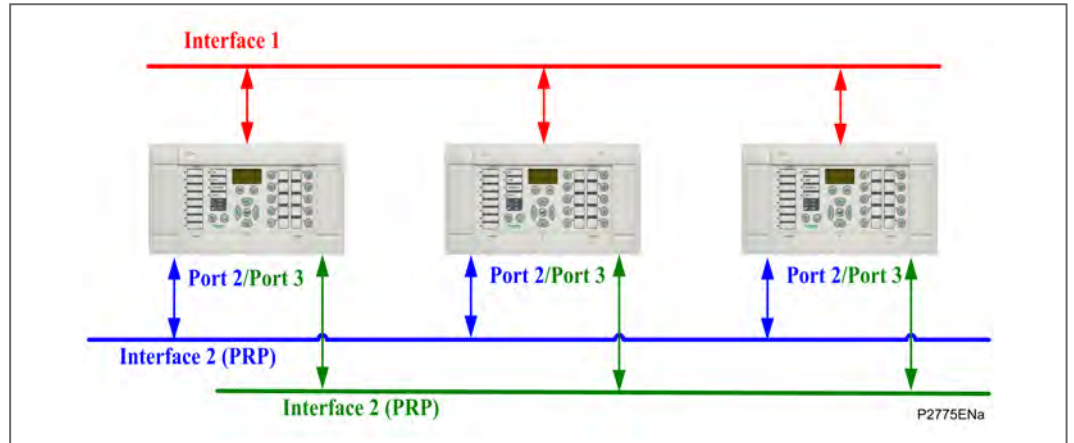 Interface 1
Port 2/Port 3
Port 2/Port 3
Port 2/Port 3
Interface 2 (PRP)
Interface 2 (PRP)
P2775ENa